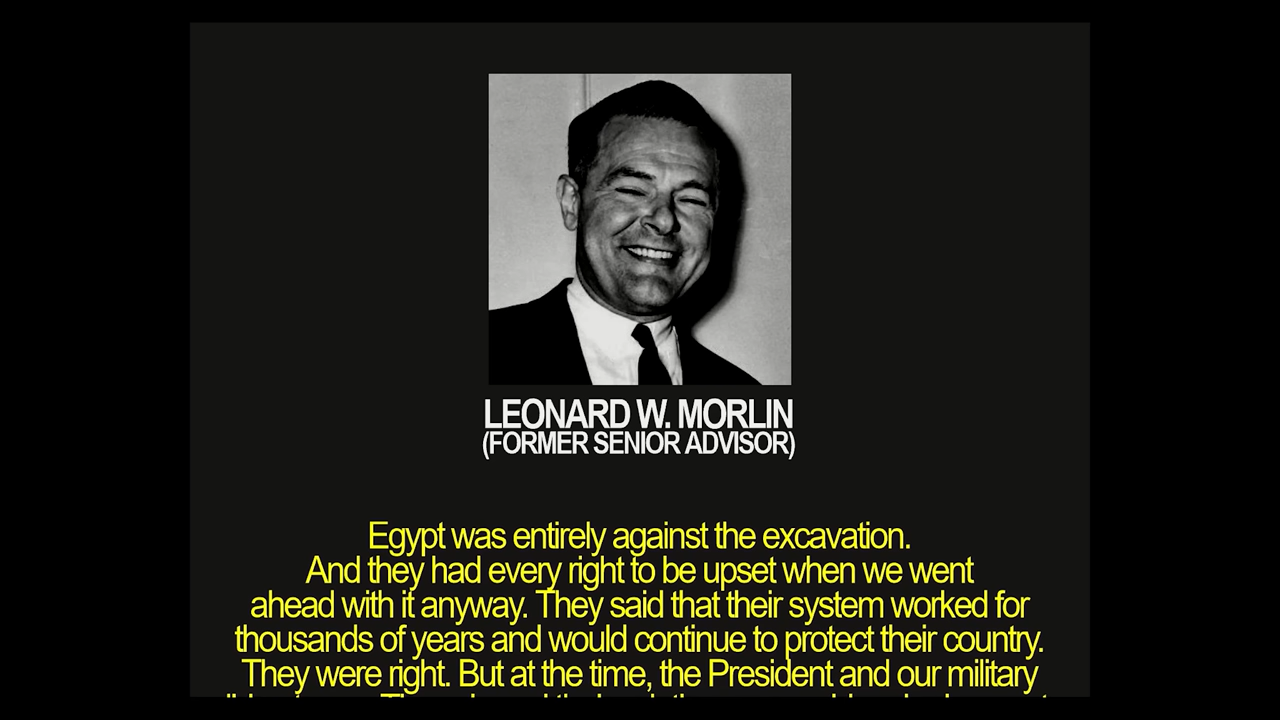 LEONARD W. MORLIN
(FORMER SENIOR ADVISOR)
Egypt was entirely against the excavation.
And they had every right to be upset when we went
ahead with it anyway. They said that their system worked for
thousands of years and would continue to protect their country.
They were right. But at the time, the President and our military